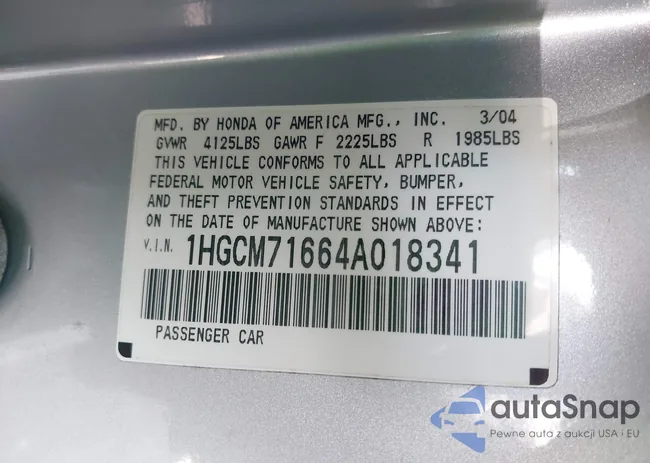 MFD. BY HONDA OF AMERICA MFG., INC. 3/04
GVWR 4125LBS GAWR F 2225LBS R 1985LBS
THIS VEHICLE CONFORMS TO ALL APPLICABLE
FEDERAL MOTOR VEHICLE SAFETY, BUMPER,
AND THEFT PREVENTION STANDARDS IN EFFECT
ON THE DATE OF MANUFACTURE SHOWN ABOVE:
V.I.N. 1HGCM71664A018341
PASSENGER CAR
autaSnap
Pewne auta z aukcji USA i EU